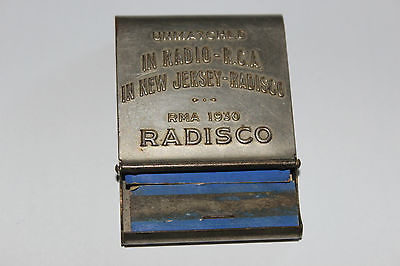 UNMATCHED
IN RADIO-R.C.A.
IN NEW JERSEY-RADISCO
RMA 1930
RADISCO